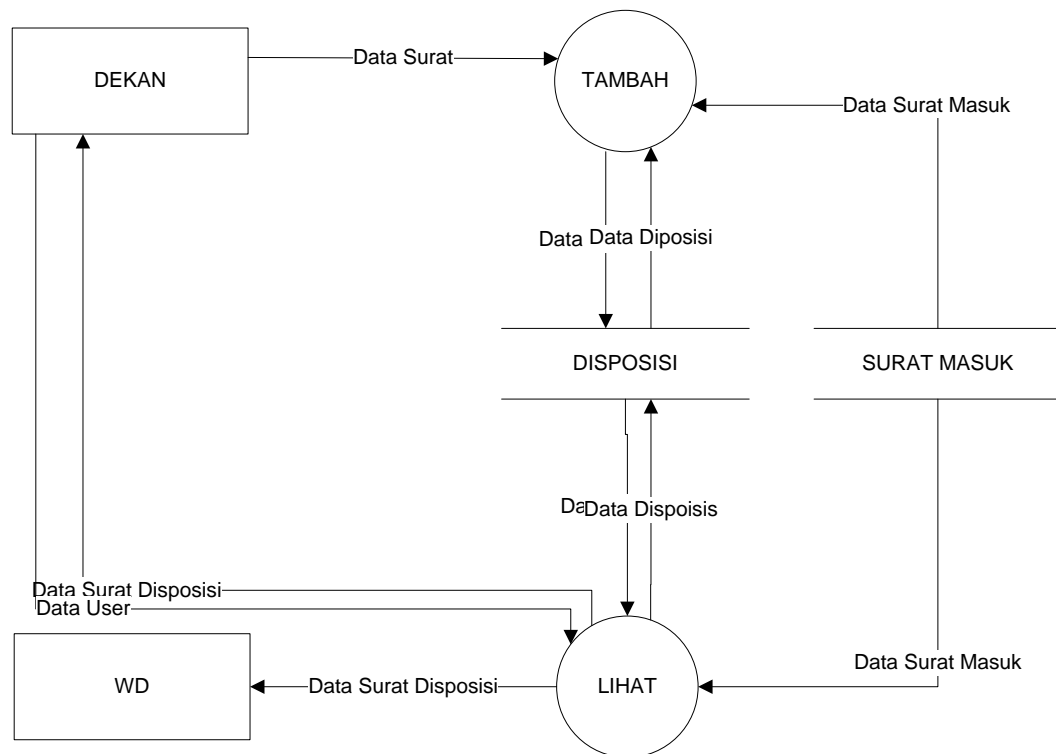 DEKAN
Data Surat
TAMBAH
Data Surat Masuk
Data
Data Diposisi
DISPOSISI
SURAT MASUK
Data Dispoisis
Data Surat Disposisi
Data User
WD
Data Surat Disposisi
LIHAT
Data Surat Masuk